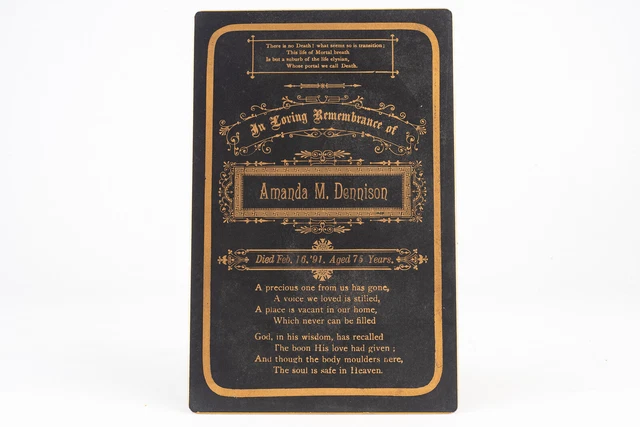 There is no Death! what seems so is transition;
This life of Mortal breath
Is but a suburb of the life elysian,
Whose portal we call Death.
In Loving Remembrance of
Amanda M. Dennison
Died Feb. 16, '91. Aged 75 Years.
A precious one from us has gone,
A voice we loved is stilled,
A place is vacant in our home,
Which never can be filled
God, in his wisdom, has recalled
The boon His love had given;
And though the body moulders here,
The soul is safe in Heaven.